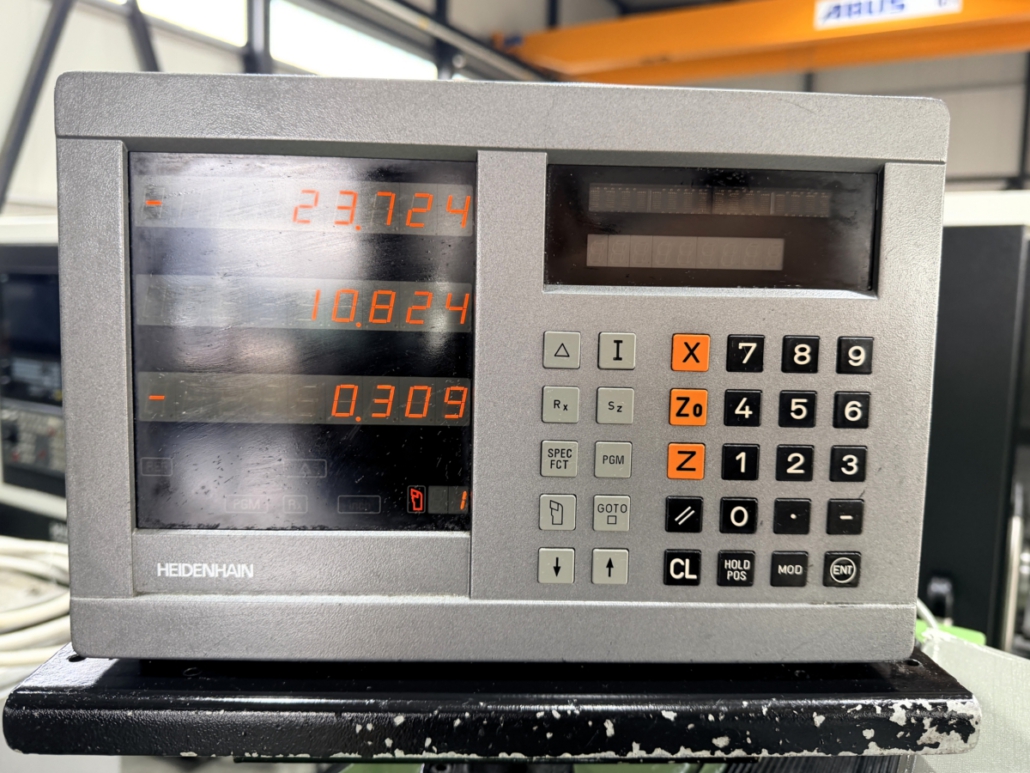 ABUS
- 23.724
10.824
- 0.309
1
HEIDENHAIN
△ I X 7 8 9
Rx Sz Zo 4 5 6
SPEC FCT PGM Z 1 2 3
GOTO □ // 0 . -
↓ ↑ CL HOLD POS MOD ENT